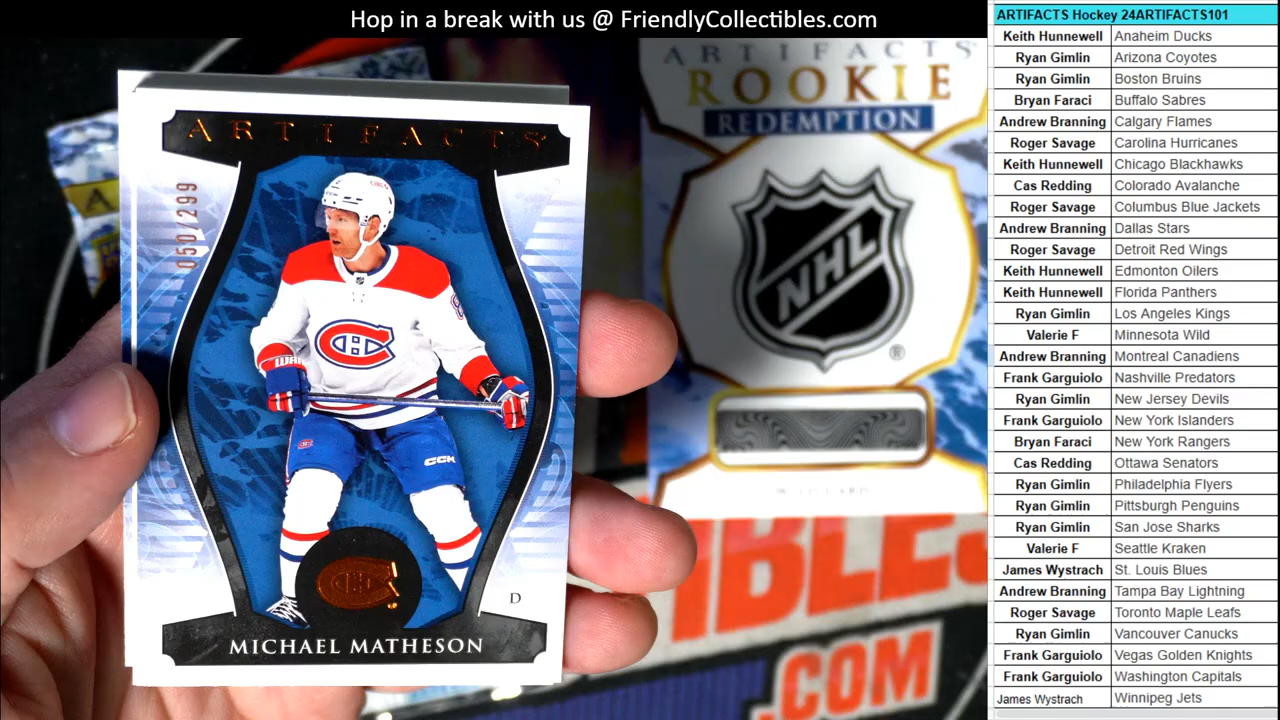 Hop in a break with us @ FriendlyCollectibles.com
ARTIFACTS
050/299
WARR
CCM
D
MICHAEL MATHESON
ARTIFACTS
ROOKIE
REDEMPTION
NHL
®
IBLES
.COM
ARTIFACTS Hockey 24ARTIFACTS101
Keith Hunnewell Anaheim Ducks
Ryan Gimlin Arizona Coyotes
Ryan Gimlin Boston Bruins
Bryan Faraci Buffalo Sabres
Andrew Branning Calgary Flames
Roger Savage Carolina Hurricanes
Keith Hunnewell Chicago Blackhawks
Cas Redding Colorado Avalanche
Roger Savage Columbus Blue Jackets
Andrew Branning Dallas Stars
Roger Savage Detroit Red Wings
Keith Hunnewell Edmonton Oilers
Keith Hunnewell Florida Panthers
Ryan Gimlin Los Angeles Kings
Valerie F Minnesota Wild
Andrew Branning Montreal Canadiens
Frank Garguiolo Nashville Predators
Ryan Gimlin New Jersey Devils
Frank Garguiolo New York Islanders
Bryan Faraci New York Rangers
Cas Redding Ottawa Senators
Ryan Gimlin Philadelphia Flyers
Ryan Gimlin Pittsburgh Penguins
Ryan Gimlin San Jose Sharks
Valerie F Seattle Kraken
James Wystrach St. Louis Blues
Andrew Branning Tampa Bay Lightning
Roger Savage Toronto Maple Leafs
Ryan Gimlin Vancouver Canucks
Frank Garguiolo Vegas Golden Knights
Frank Garguiolo Washington Capitals
James Wystrach Winnipeg Jets